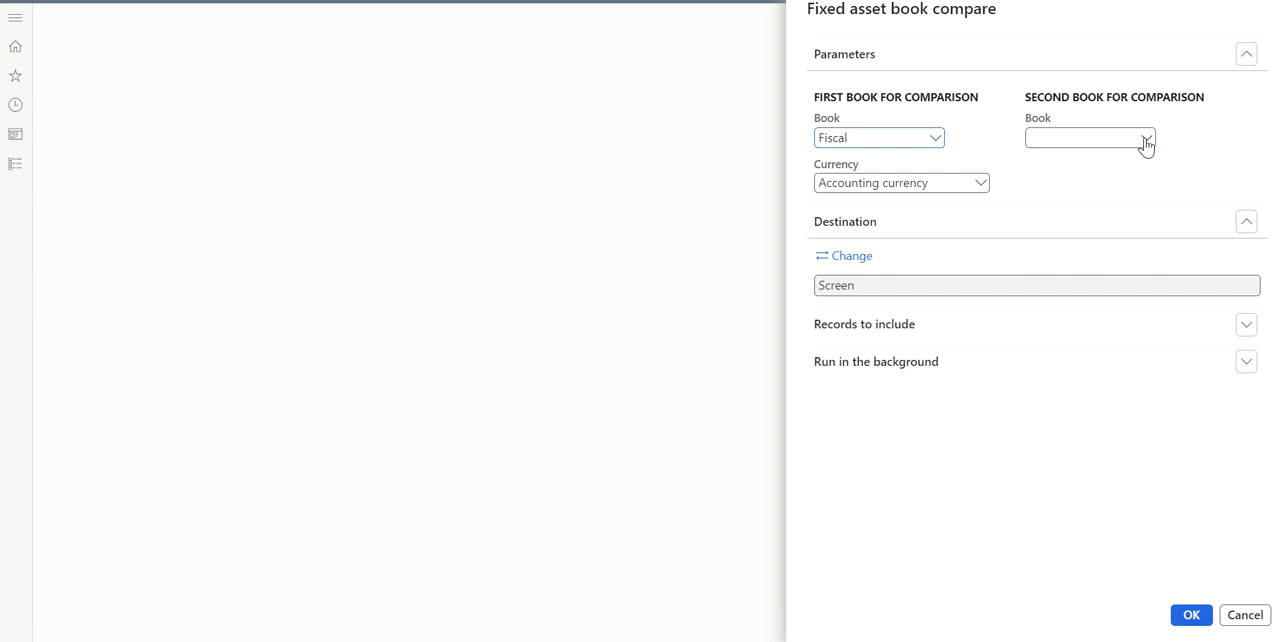 Fixed asset book compare
Parameters
FIRST BOOK FOR COMPARISON
SECOND BOOK FOR COMPARISON
Book
Book
Fiscal
Currency
Accounting currency
Destination
Change
Screen
Records to include
Run in the background
OK
Cancel